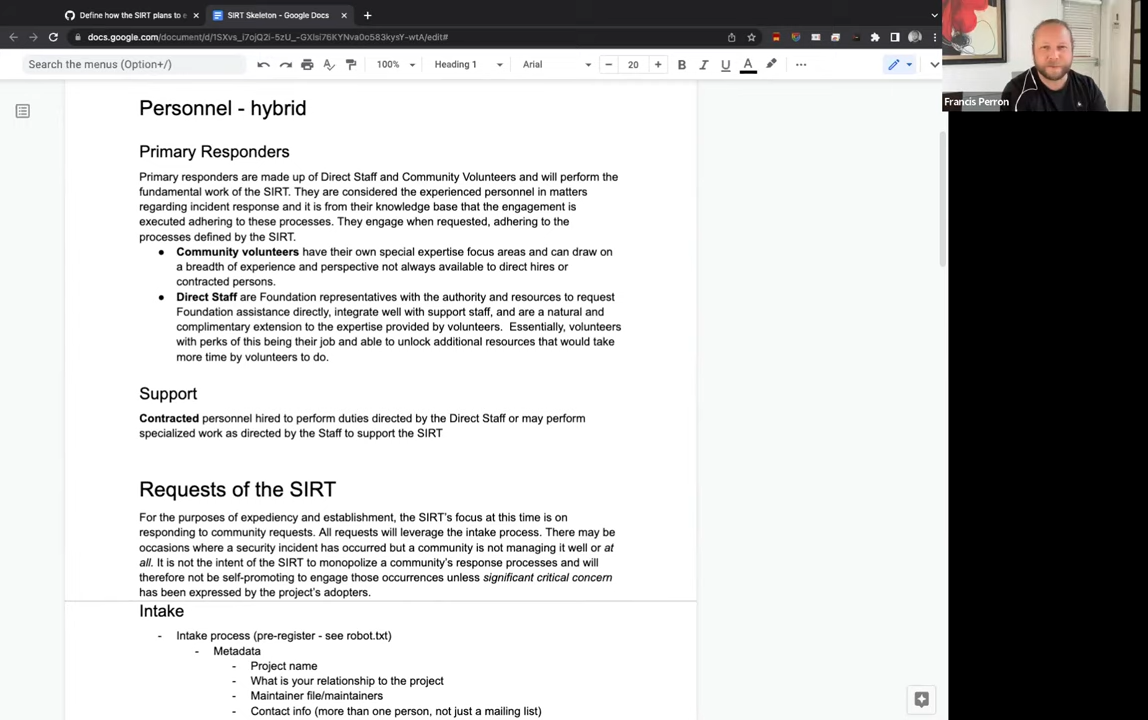 Define how the SIRT plans to e
SIRT Skeleton - Google Docs
docs.google.com/document/d/1SXvs_i7ojQ2i-5zU_-GXIsi76KYNva0o583kysY-wtA/edit#
Search the menus (Option+/)
100%
Heading 1
Arial
20
Francis Perron
Personnel - hybrid
Primary Responders
Primary responders are made up of Direct Staff and Community Volunteers and will perform the
fundamental work of the SIRT. They are considered the experienced personnel in matters
regarding incident response and it is from their knowledge base that the engagement is
executed adhering to these processes. They engage when requested, adhering to the
processes defined by the SIRT.
● Community volunteers have their own special expertise focus areas and can draw on
a breadth of experience and perspective not always available to direct hires or
contracted persons.
● Direct Staff are Foundation representatives with the authority and resources to request
Foundation assistance directly, integrate well with support staff, and are a natural and
complimentary extension to the expertise provided by volunteers. Essentially, volunteers
with perks of this being their job and able to unlock additional resources that would take
more time by volunteers to do.
Support
Contracted personnel hired to perform duties directed by the Direct Staff or may perform
specialized work as directed by the Staff to support the SIRT
Requests of the SIRT
For the purposes of expediency and establishment, the SIRT's focus at this time is on
responding to community requests. All requests will leverage the intake process. There may be
occasions where a security incident has occurred but a community is not managing it well or at
all. It is not the intent of the SIRT to monopolize a community's response processes and will
therefore not be self-promoting to engage those occurrences unless significant critical concern
has been expressed by the project's adopters.
Intake
- Intake process (pre-register - see robot.txt)
- Metadata
- Project name
- What is your relationship to the project
- Maintainer file/maintainers
- Contact info (more than one person, not just a mailing list)